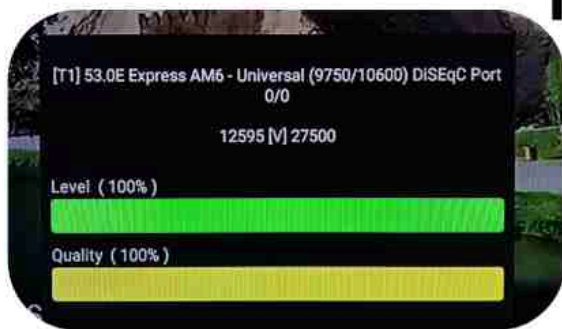 [T1] 53.0E Express AM6 - Universal (9750/10600) DiSEqC Port
0/0
12595 [V] 27500
Level ( 100% )
Quality ( 100% )